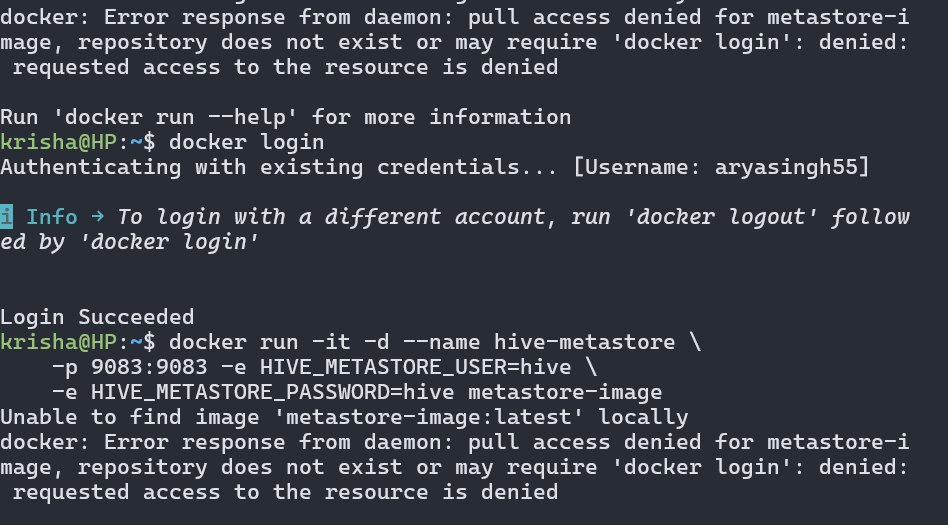 docker: Error response from daemon: pull access denied for metastore-i
mage, repository does not exist or may require 'docker login': denied:
 requested access to the resource is denied

Run 'docker run --help' for more information
krisha@HP:~$ docker login
Authenticating with existing credentials... [Username: aryasingh55]

i Info → To login with a different account, run 'docker logout' follow
ed by 'docker login'


Login Succeeded
krisha@HP:~$ docker run -it -d --name hive-metastore \
    -p 9083:9083 -e HIVE_METASTORE_USER=hive \
    -e HIVE_METASTORE_PASSWORD=hive metastore-image
Unable to find image 'metastore-image:latest' locally
docker: Error response from daemon: pull access denied for metastore-i
mage, repository does not exist or may require 'docker login': denied:
 requested access to the resource is denied